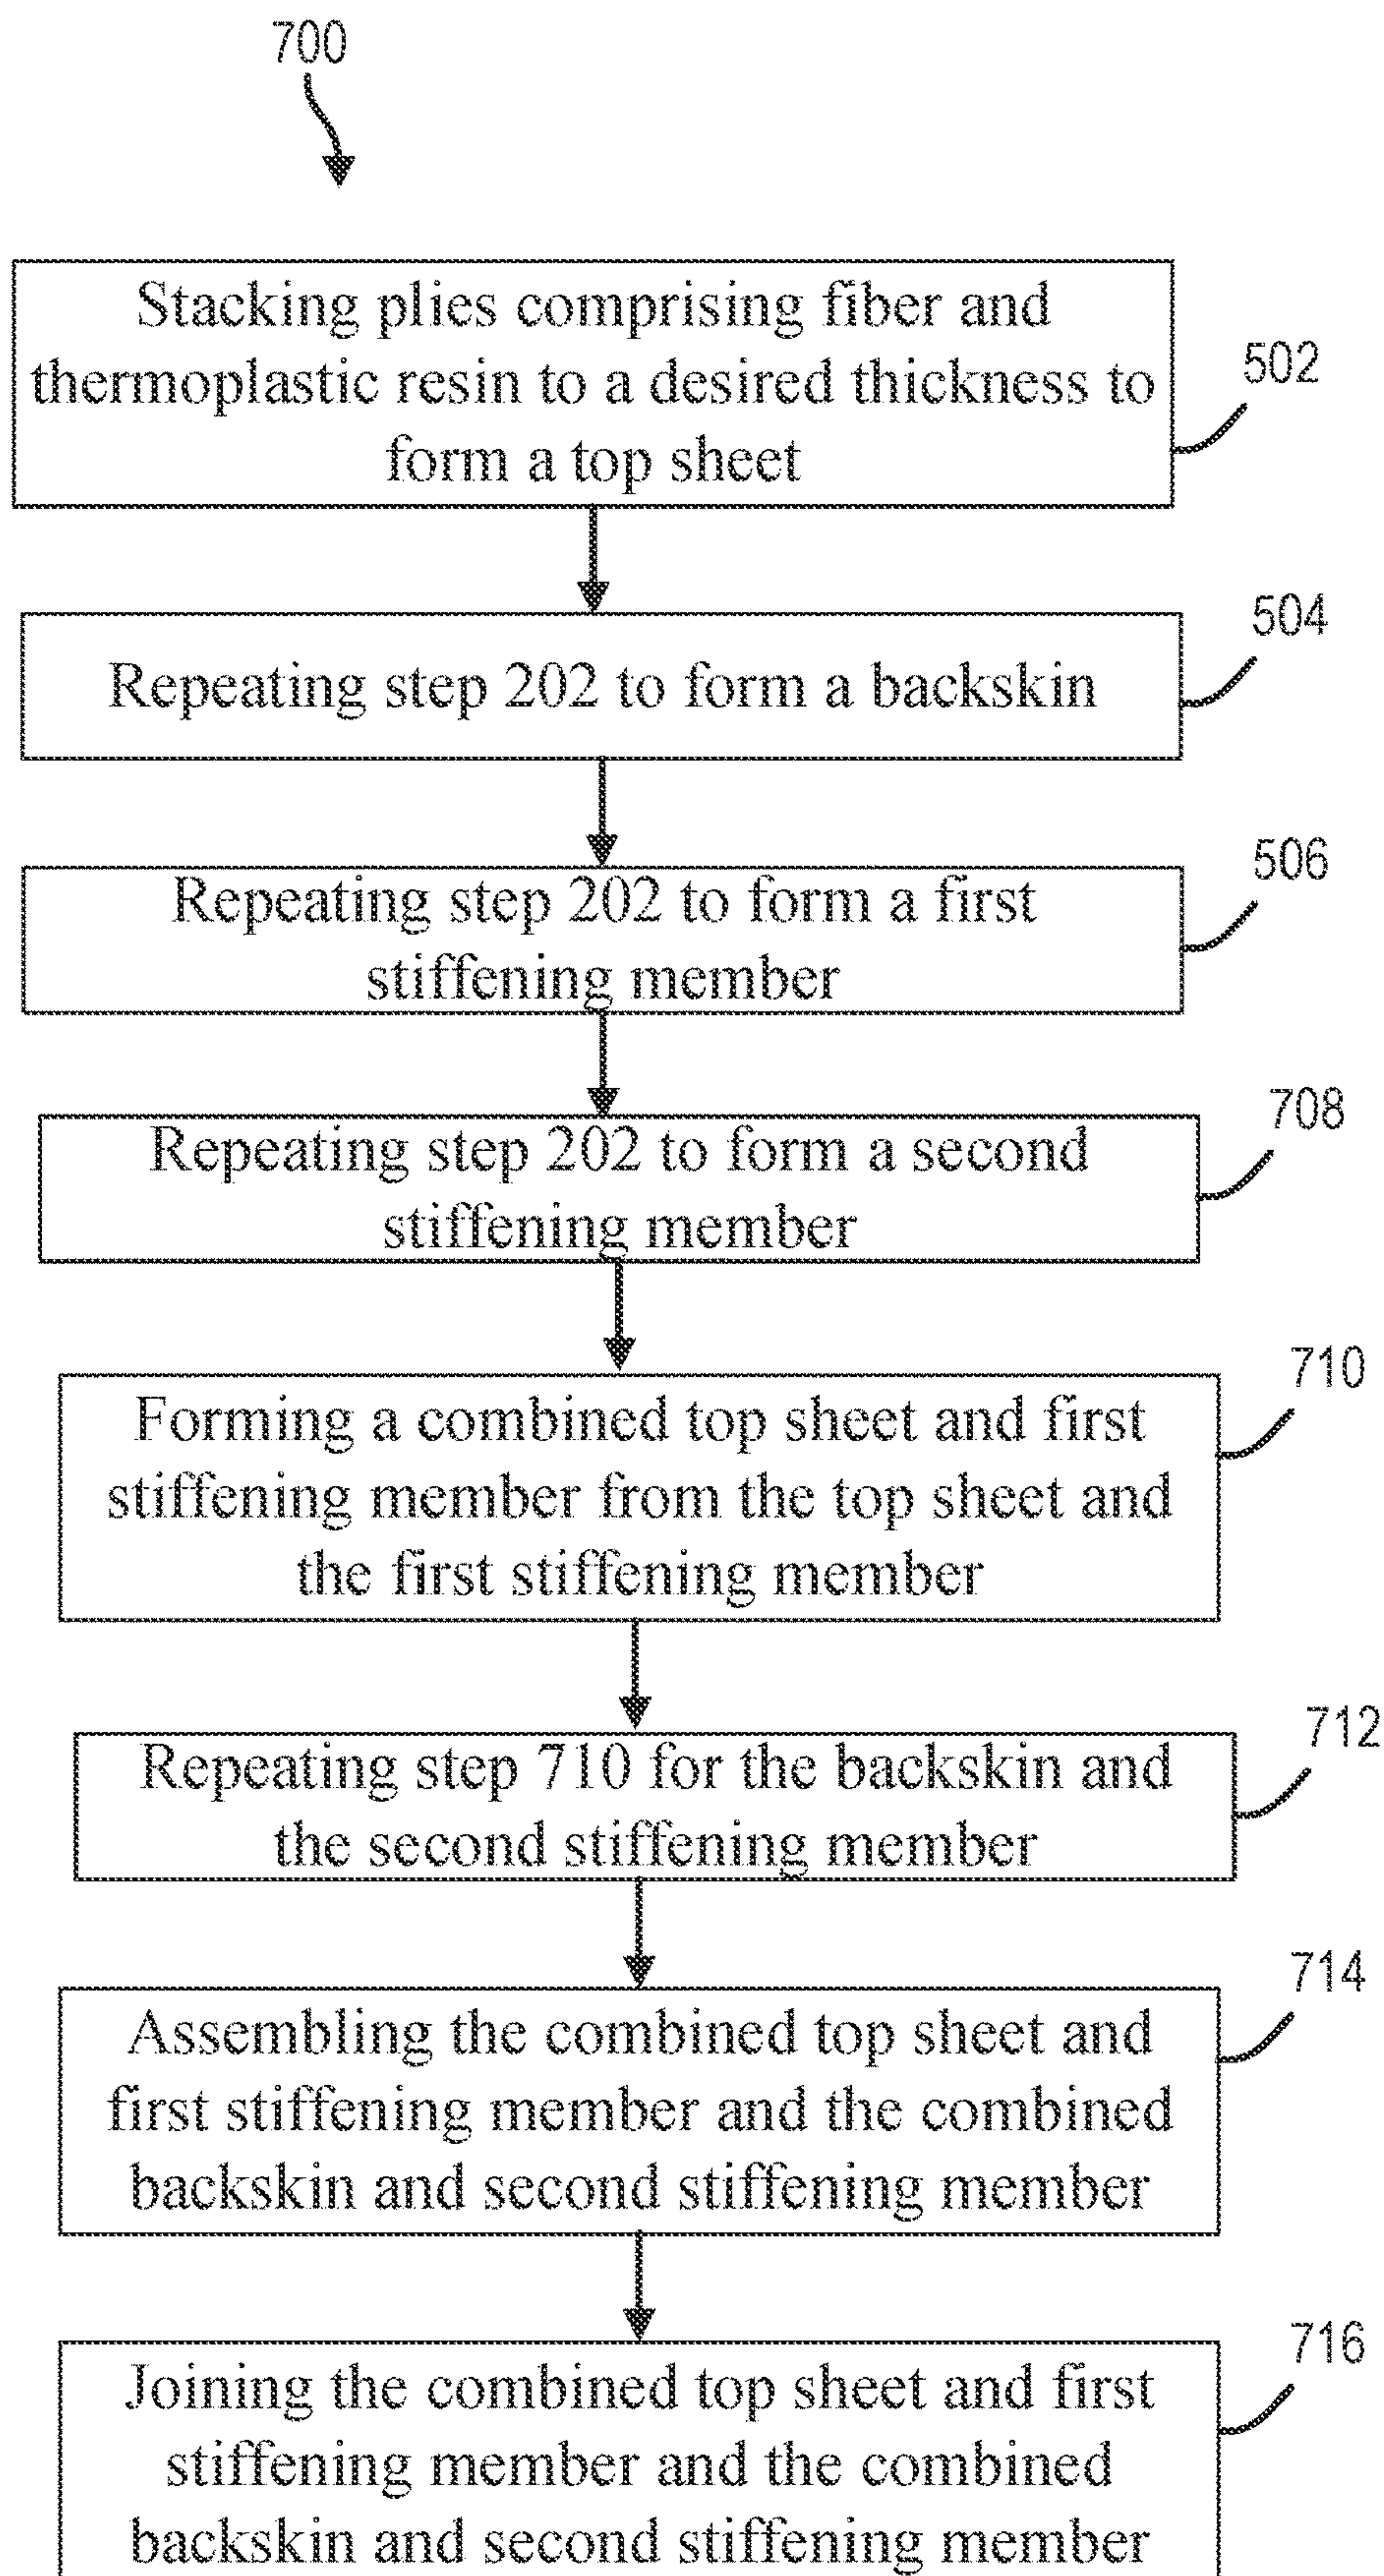 700
Stacking plies comprising fiber and
thermoplastic resin to a desired thickness to
form a top sheet
502
Repeating step 202 to form a backskin
504
Repeating step 202 to form a first
stiffening member
506
Repeating step 202 to form a second
stiffening member
708
Forming a combined top sheet and first
stiffening member from the top sheet and
the first stiffening member
710
Repeating step 710 for the backskin and
the second stiffening member
712
Assembling the combined top sheet and
first stiffening member and the combined
backskin and second stiffening member
714
Joining the combined top sheet and first
stiffening member and the combined
backskin and second stiffening member
716